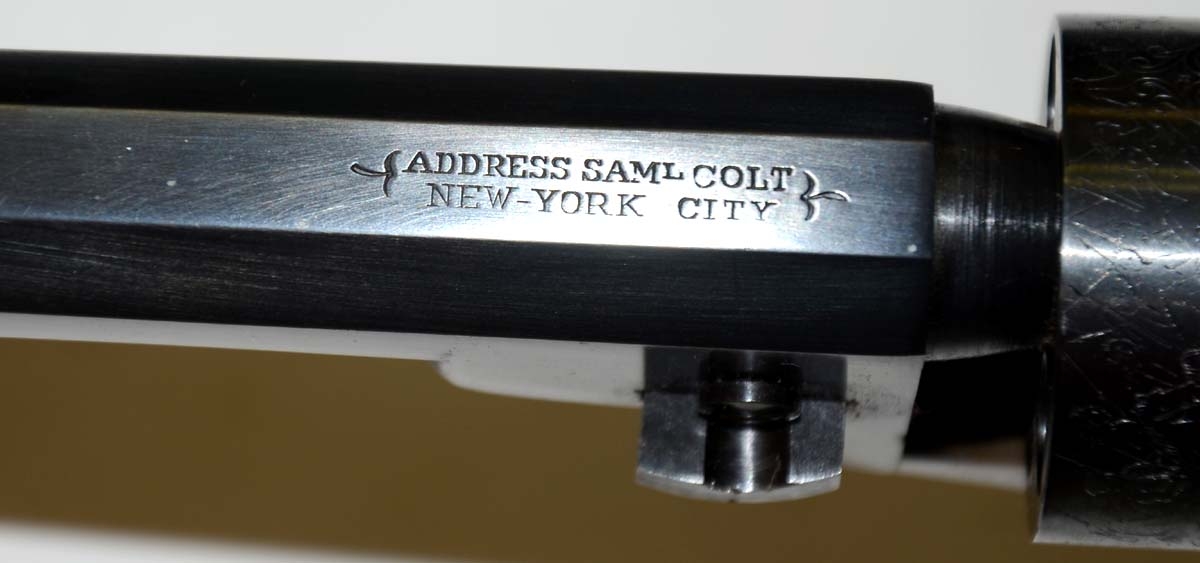 ADDRESS SAML COLT
NEW-YORK CITY